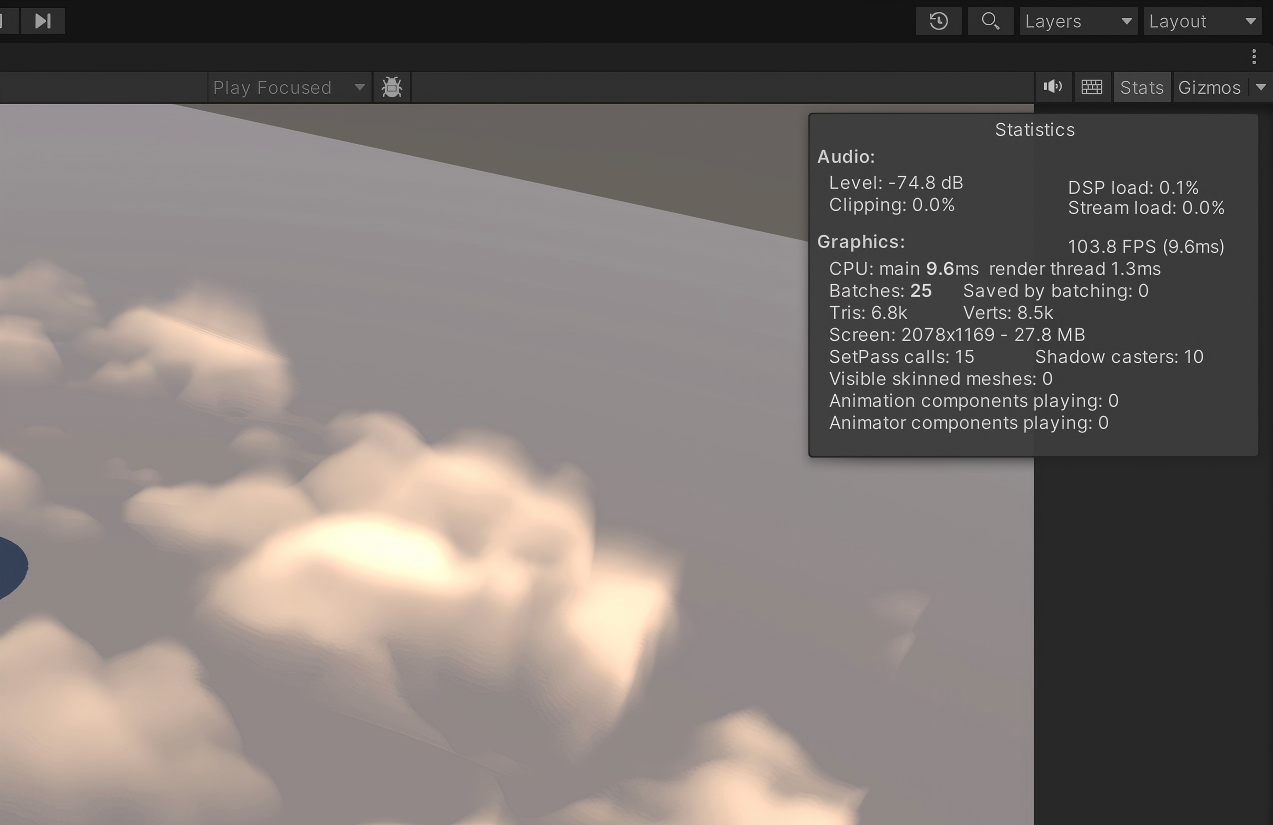 Layers Layout
Play Focused Stats Gizmos
Statistics
Audio:
Level: -74.8 dB DSP load: 0.1%
Clipping: 0.0% Stream load: 0.0%
Graphics: 103.8 FPS (9.6ms)
CPU: main 9.6ms render thread 1.3ms
Batches: 25 Saved by batching: 0
Tris: 6.8k Verts: 8.5k
Screen: 2078x1169 - 27.8 MB
SetPass calls: 15 Shadow casters: 10
Visible skinned meshes: 0
Animation components playing: 0
Animator components playing: 0